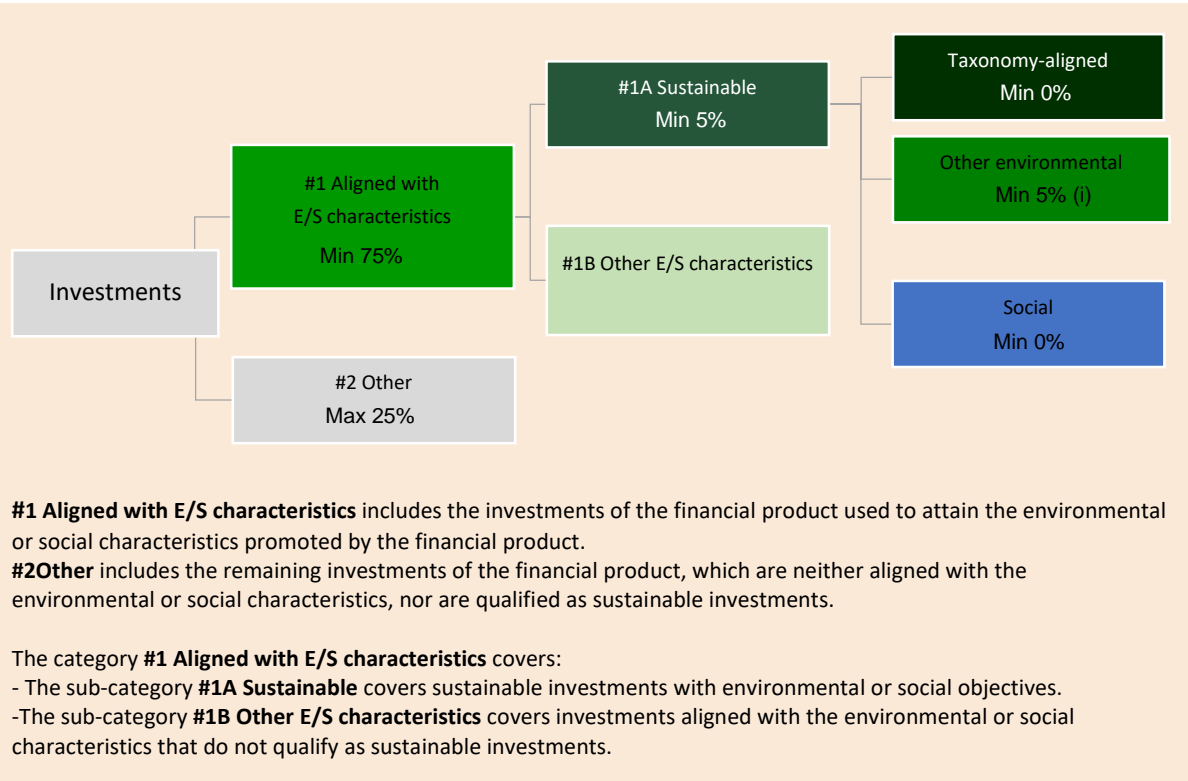 Investments
#1 Aligned with
E/S characteristics
Min 75%
#2 Other
Max 25%
#1A Sustainable
Min 5%
#1B Other E/S characteristics
Taxonomy-aligned
Min 0%
Other environmental
Min 5% (i)
Social
Min 0%
#1 Aligned with E/S characteristics includes the investments of the financial product used to attain the environmental
or social characteristics promoted by the financial product.
#2Other includes the remaining investments of the financial product, which are neither aligned with the
environmental or social characteristics, nor are qualified as sustainable investments.
The category #1 Aligned with E/S characteristics covers:
- The sub-category #1A Sustainable covers sustainable investments with environmental or social objectives.
-The sub-category #1B Other E/S characteristics covers investments aligned with the environmental or social
characteristics that do not qualify as sustainable investments.